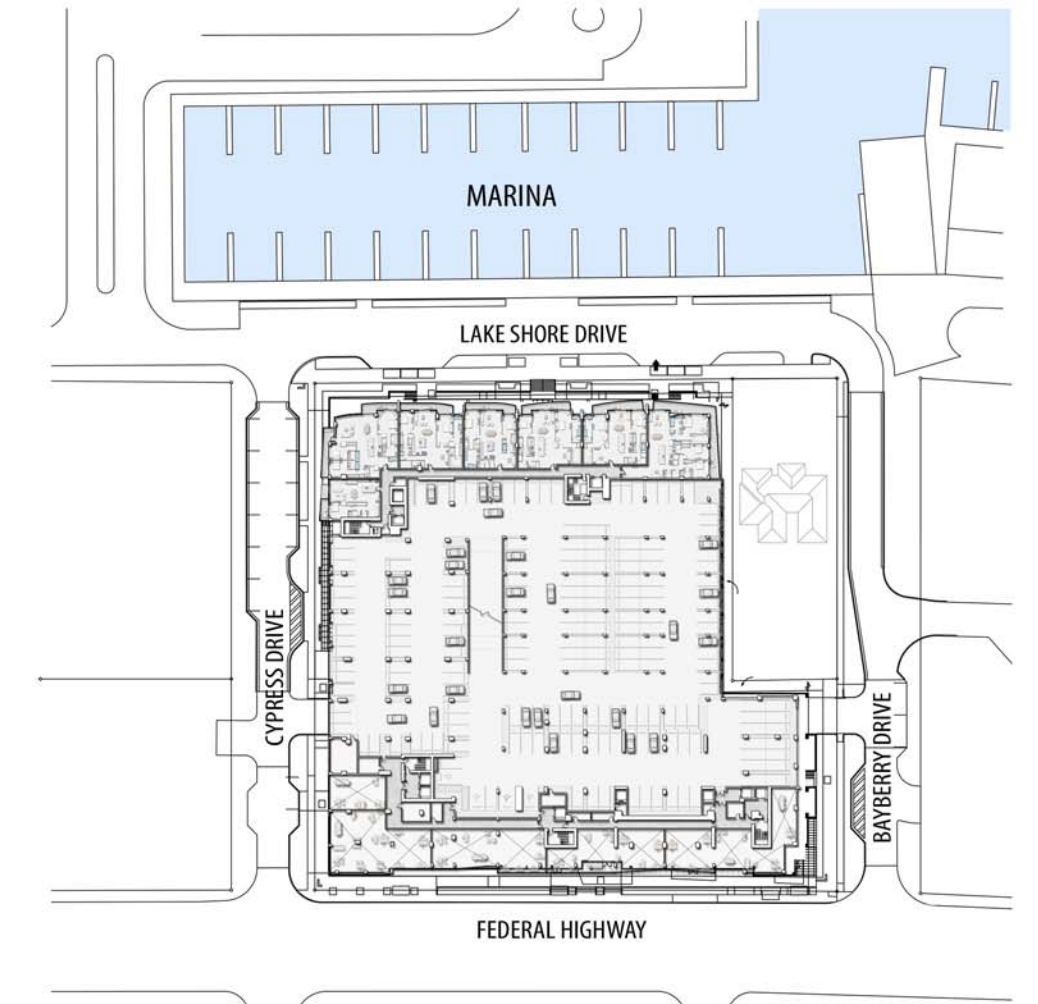 MARINA
LAKE SHORE DRIVE
CYPRESS DRIVE
BAYBERRY DRIVE
FEDERAL HIGHWAY